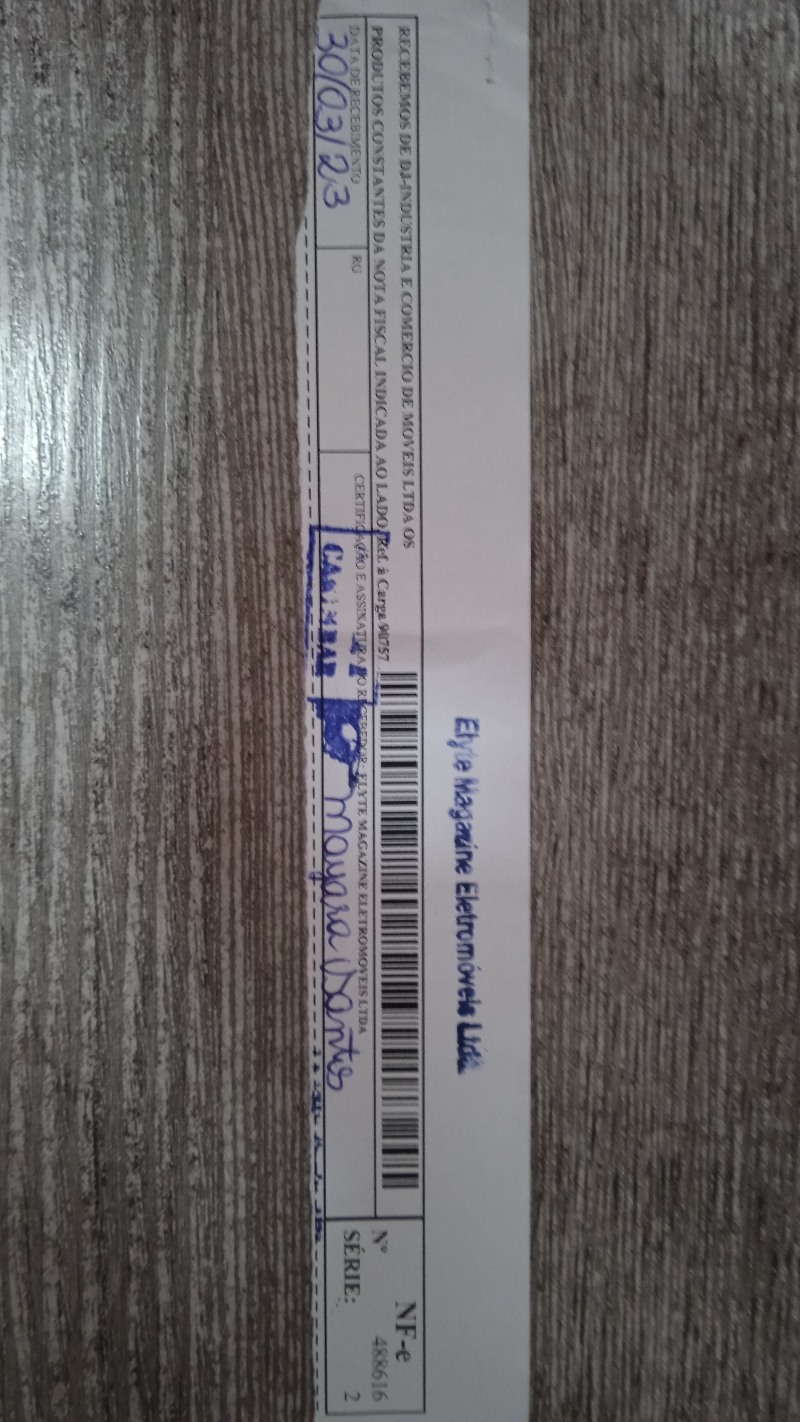 Elyte Magazine Eletromóveis Ltda
RECEBEMOS DE DJ-INDUSTRIA E COMERCIO DE MOVEIS LTDA OS
PRODUTOS CONSTANTES DA NOTA FISCAL INDICADA AO LADO Ref. à Carga 90757
DATA DE RECEBIMENTO
30/03/23
RG
CERTIFICAÇÃO E ASSINATURA DO RECEBEDOR: ELYTE MAGAZINE ELETROMOVEIS LTDA
Mayara Santos
NF-e
Nº 488616
SÉRIE: 2